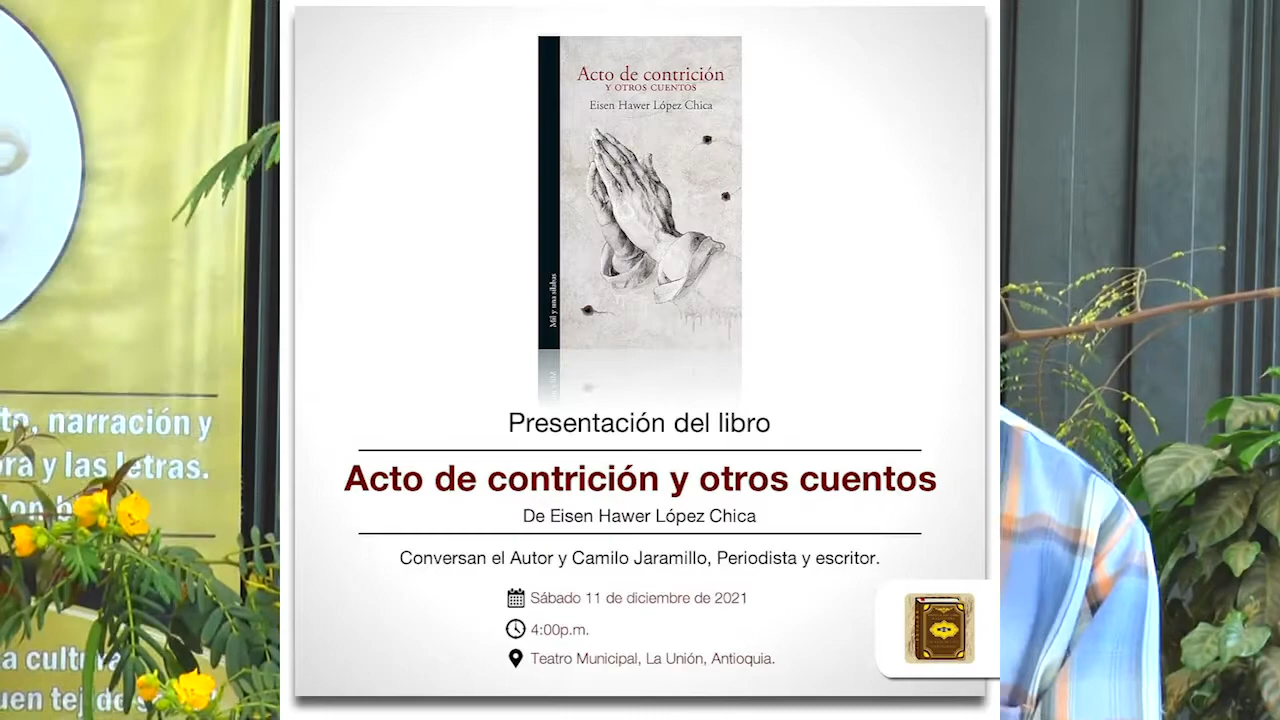 Acto de contrición
Y OTROS CUENTOS
Eisen Hawer López Chica
Mil y una sílabas
Presentación del libro
Acto de contrición y otros cuentos
De Eisen Hawer López Chica
Conversan el Autor y Camilo Jaramillo, Periodista y escritor.
Sábado 11 de diciembre de 2021
4:00p.m.
Teatro Municipal, La Unión, Antioquia.
narración y
y las letras.